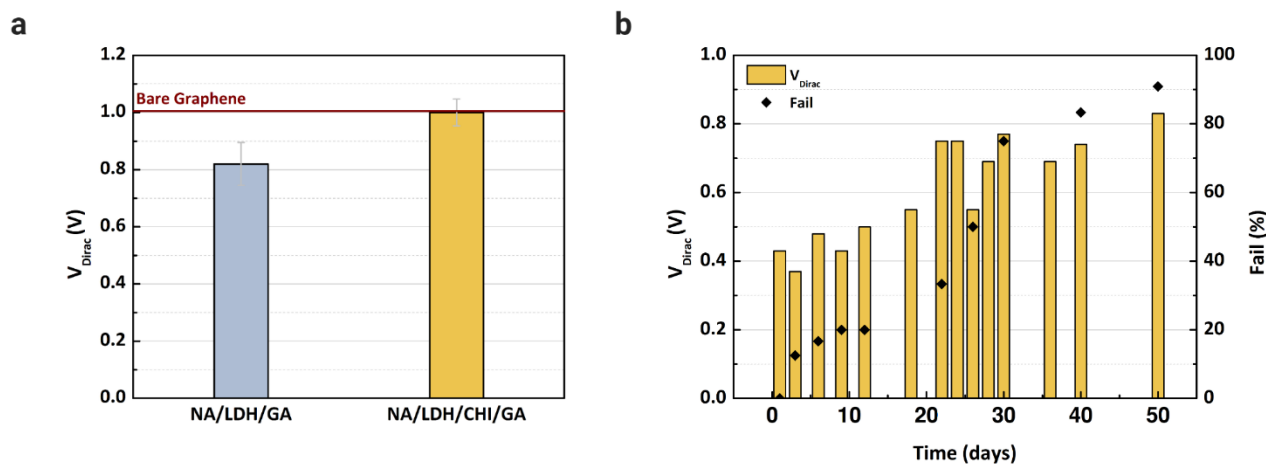 a
1.2
1.0
0.8
0.6
0.4
0.2
0.0
V_Dirac (V)
Bare Graphene
NA/LDH/GA
NA/LDH/CHI/GA
b
1.0
0.8
0.6
0.4
0.2
0.0
V_Dirac (V)
V_Dirac
Fail
100
80
60
40
20
0
Fail (%)
0
10
20
30
40
50
Time (days)